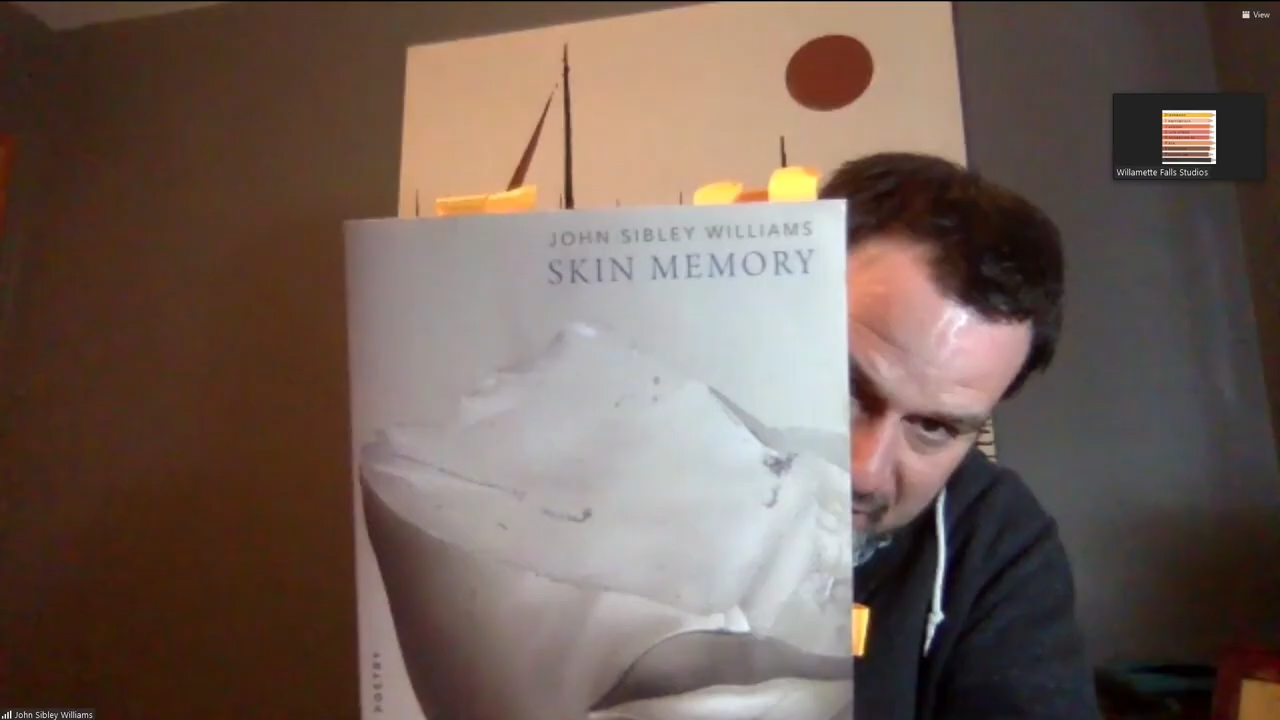 View
JOHN SIBLEY WILLIAMS
SKIN MEMORY
Willamette Falls Studios
POETRY
John Sibley Williams